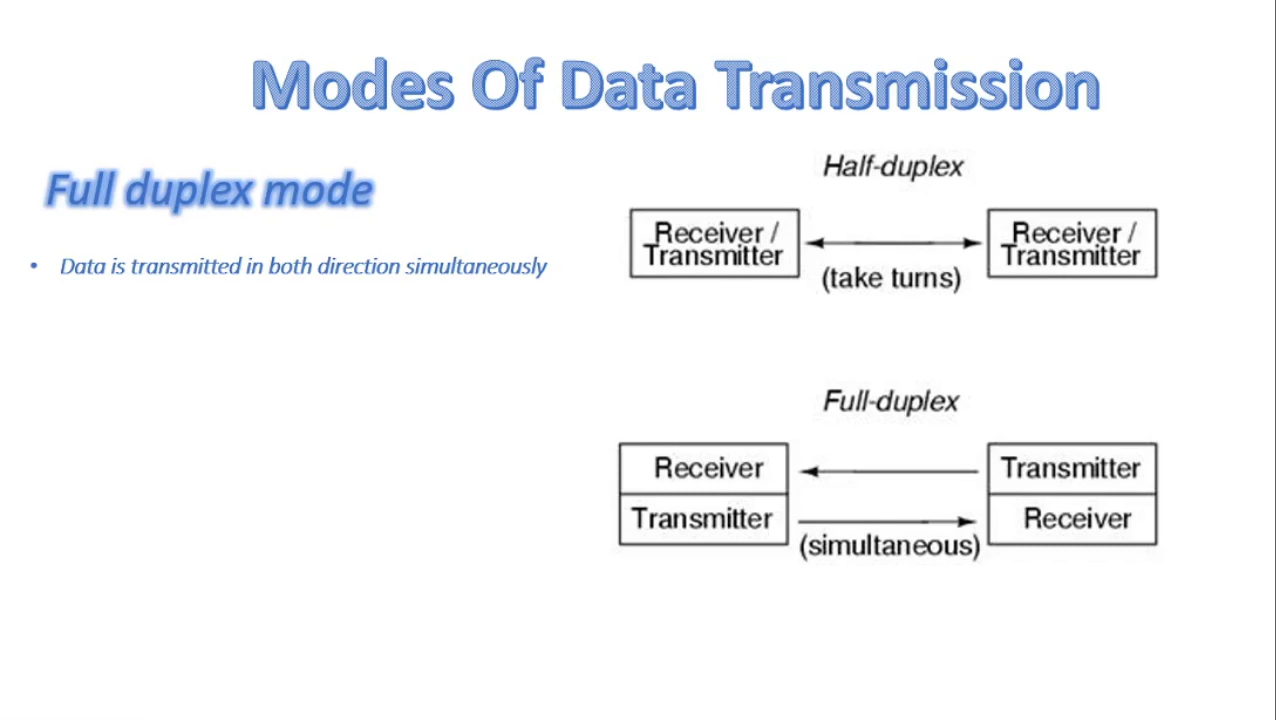 Modes Of Data Transmission
Full duplex mode
• Data is transmitted in both direction simultaneously
Half-duplex
Receiver /
Transmitter
Receiver /
Transmitter
(take turns)
Full-duplex
Receiver
Transmitter
Transmitter
Receiver
(simultaneous)